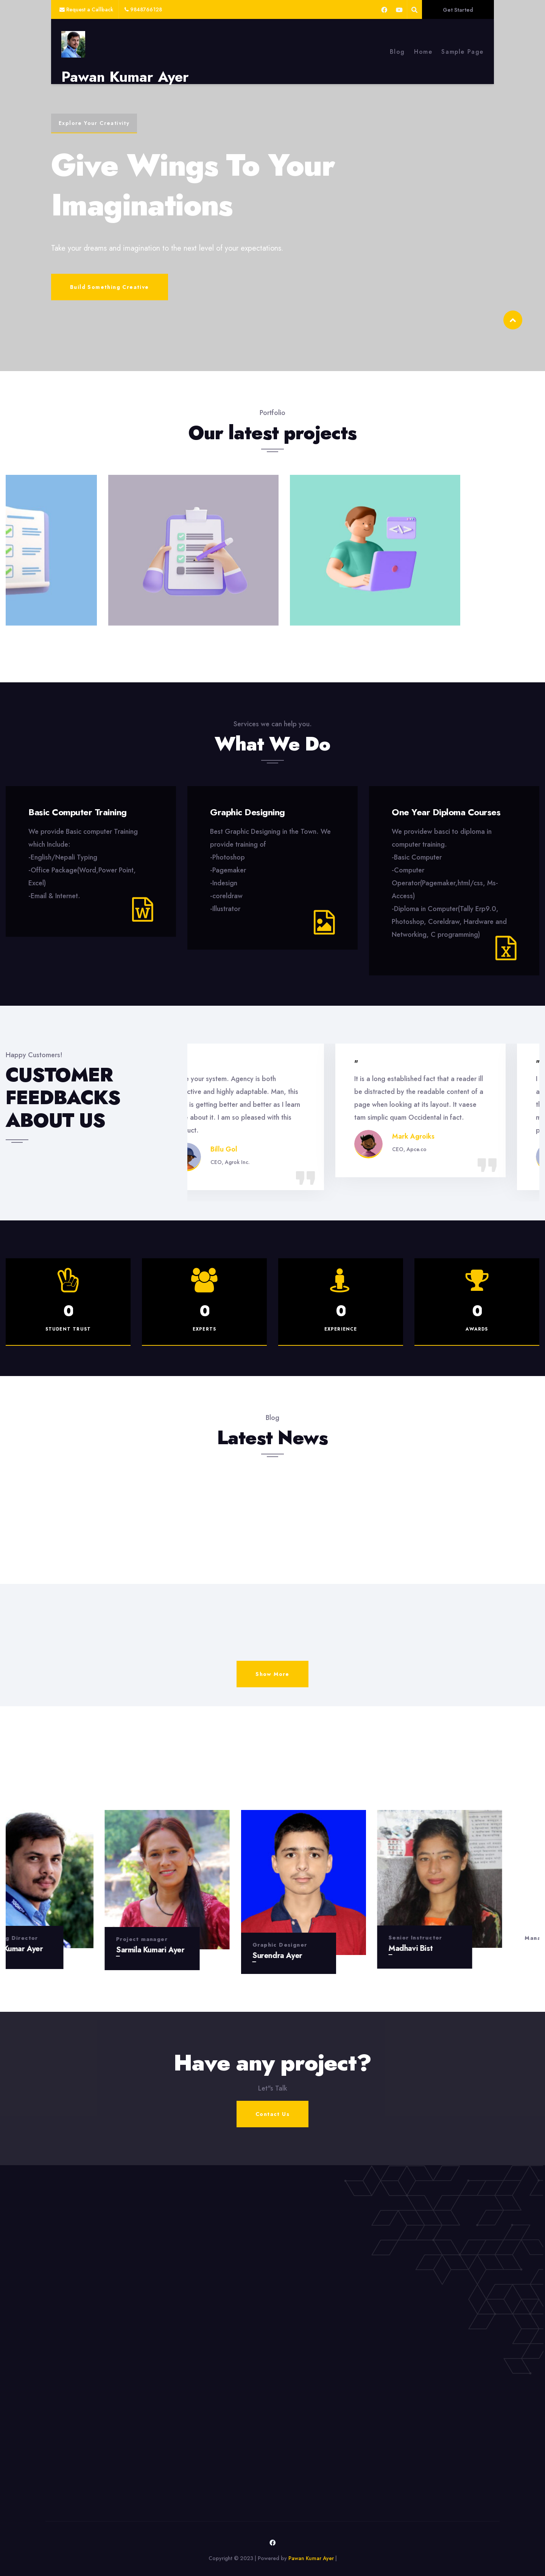 Request a Callback
9848766126
Get Started
Pawan Kumar Ayer
Blog
Home
Sample Page
Explore Your Creativity
Give Wings To Your
Imaginations
Take your dreams and imagination to the next level of your expectations.
Build Something Creative
Portfolio
Our latest projects
Services we can help you.
What We Do
Basic Computer Training
We provide Basic computer Training
which Include:
-English/Nepali Typing
-Office Package(Word,Power Point,
Excel)
-Email & Internet.
Graphic Designing
Best Graphic Designing in the Town. We
provide training of
-Photoshop
-Pagemaker
-Indesign
-coreldraw
-Illustrator
One Year Diploma Courses
We providew basci to diploma in
computer training.
-Basic Computer
-Computer
Operator(Pagemaker,html/css, Ms-
Access)
-Diploma in Computer(Tally Erp9.0,
Photoshop, Coreldraw, Hardware and
Networking, C programming)
Happy Customers!
CUSTOMER
FEEDBACKS
ABOUT US
your system. Agency is both
ctive and highly adaptable. Man, this
is getting better and better as I learn
about it. I am so pleased with this
uct.
Billu Gol
CEO, Agrok Inc.
"
It is a long established fact that a reader ill
be distracted by the readable content of a
page when looking at its layout. It vaese
tam simplic quam Occidental in fact.
Mark Agroiks
CEO, Apce.co
"
I
0
STUDENT TRUST
0
EXPERTS
0
EXPERIENCE
0
AWARDS
Blog
Latest News
Show More
g Director
Kumar Ayer
Project manager
Sarmila Kumari Ayer
Graphic Designer
Surendra Ayer
Senior Instructor
Madhavi Bist
Mana
Have any project?
Let"s Talk
Contact Us
Copyright © 2023 | Powered by Pawan Kumar Ayer |